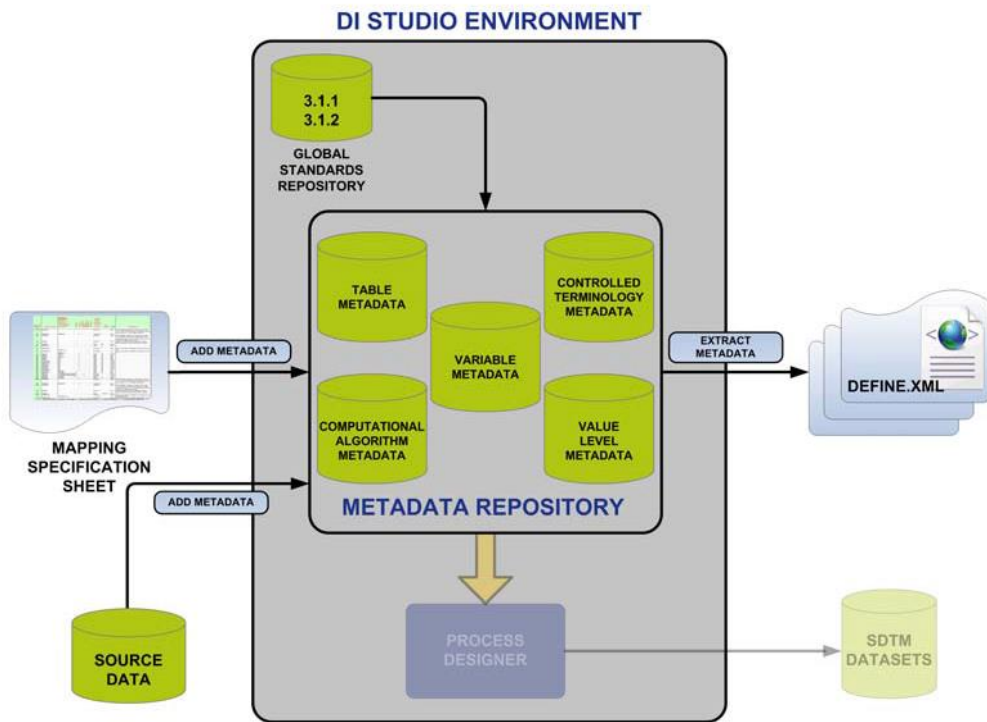 DI STUDIO ENVIRONMENT
3.1.1
3.1.2
GLOBAL
STANDARDS
REPOSITORY
TABLE
METADATA
CONTROLLED
TERMINOLOGY
METADATA
VARIABLE
METADATA
COMPUTATIONAL
ALGORITHM
METADATA
VALUE
LEVEL
METADATA
METADATA REPOSITORY
ADD METADATA
MAPPING
SPECIFICATION
SHEET
ADD METADATA
SOURCE
DATA
EXTRACT
METADATA
DEFINE.XML
PROCESS
DESIGNER
SDTM
DATASETS